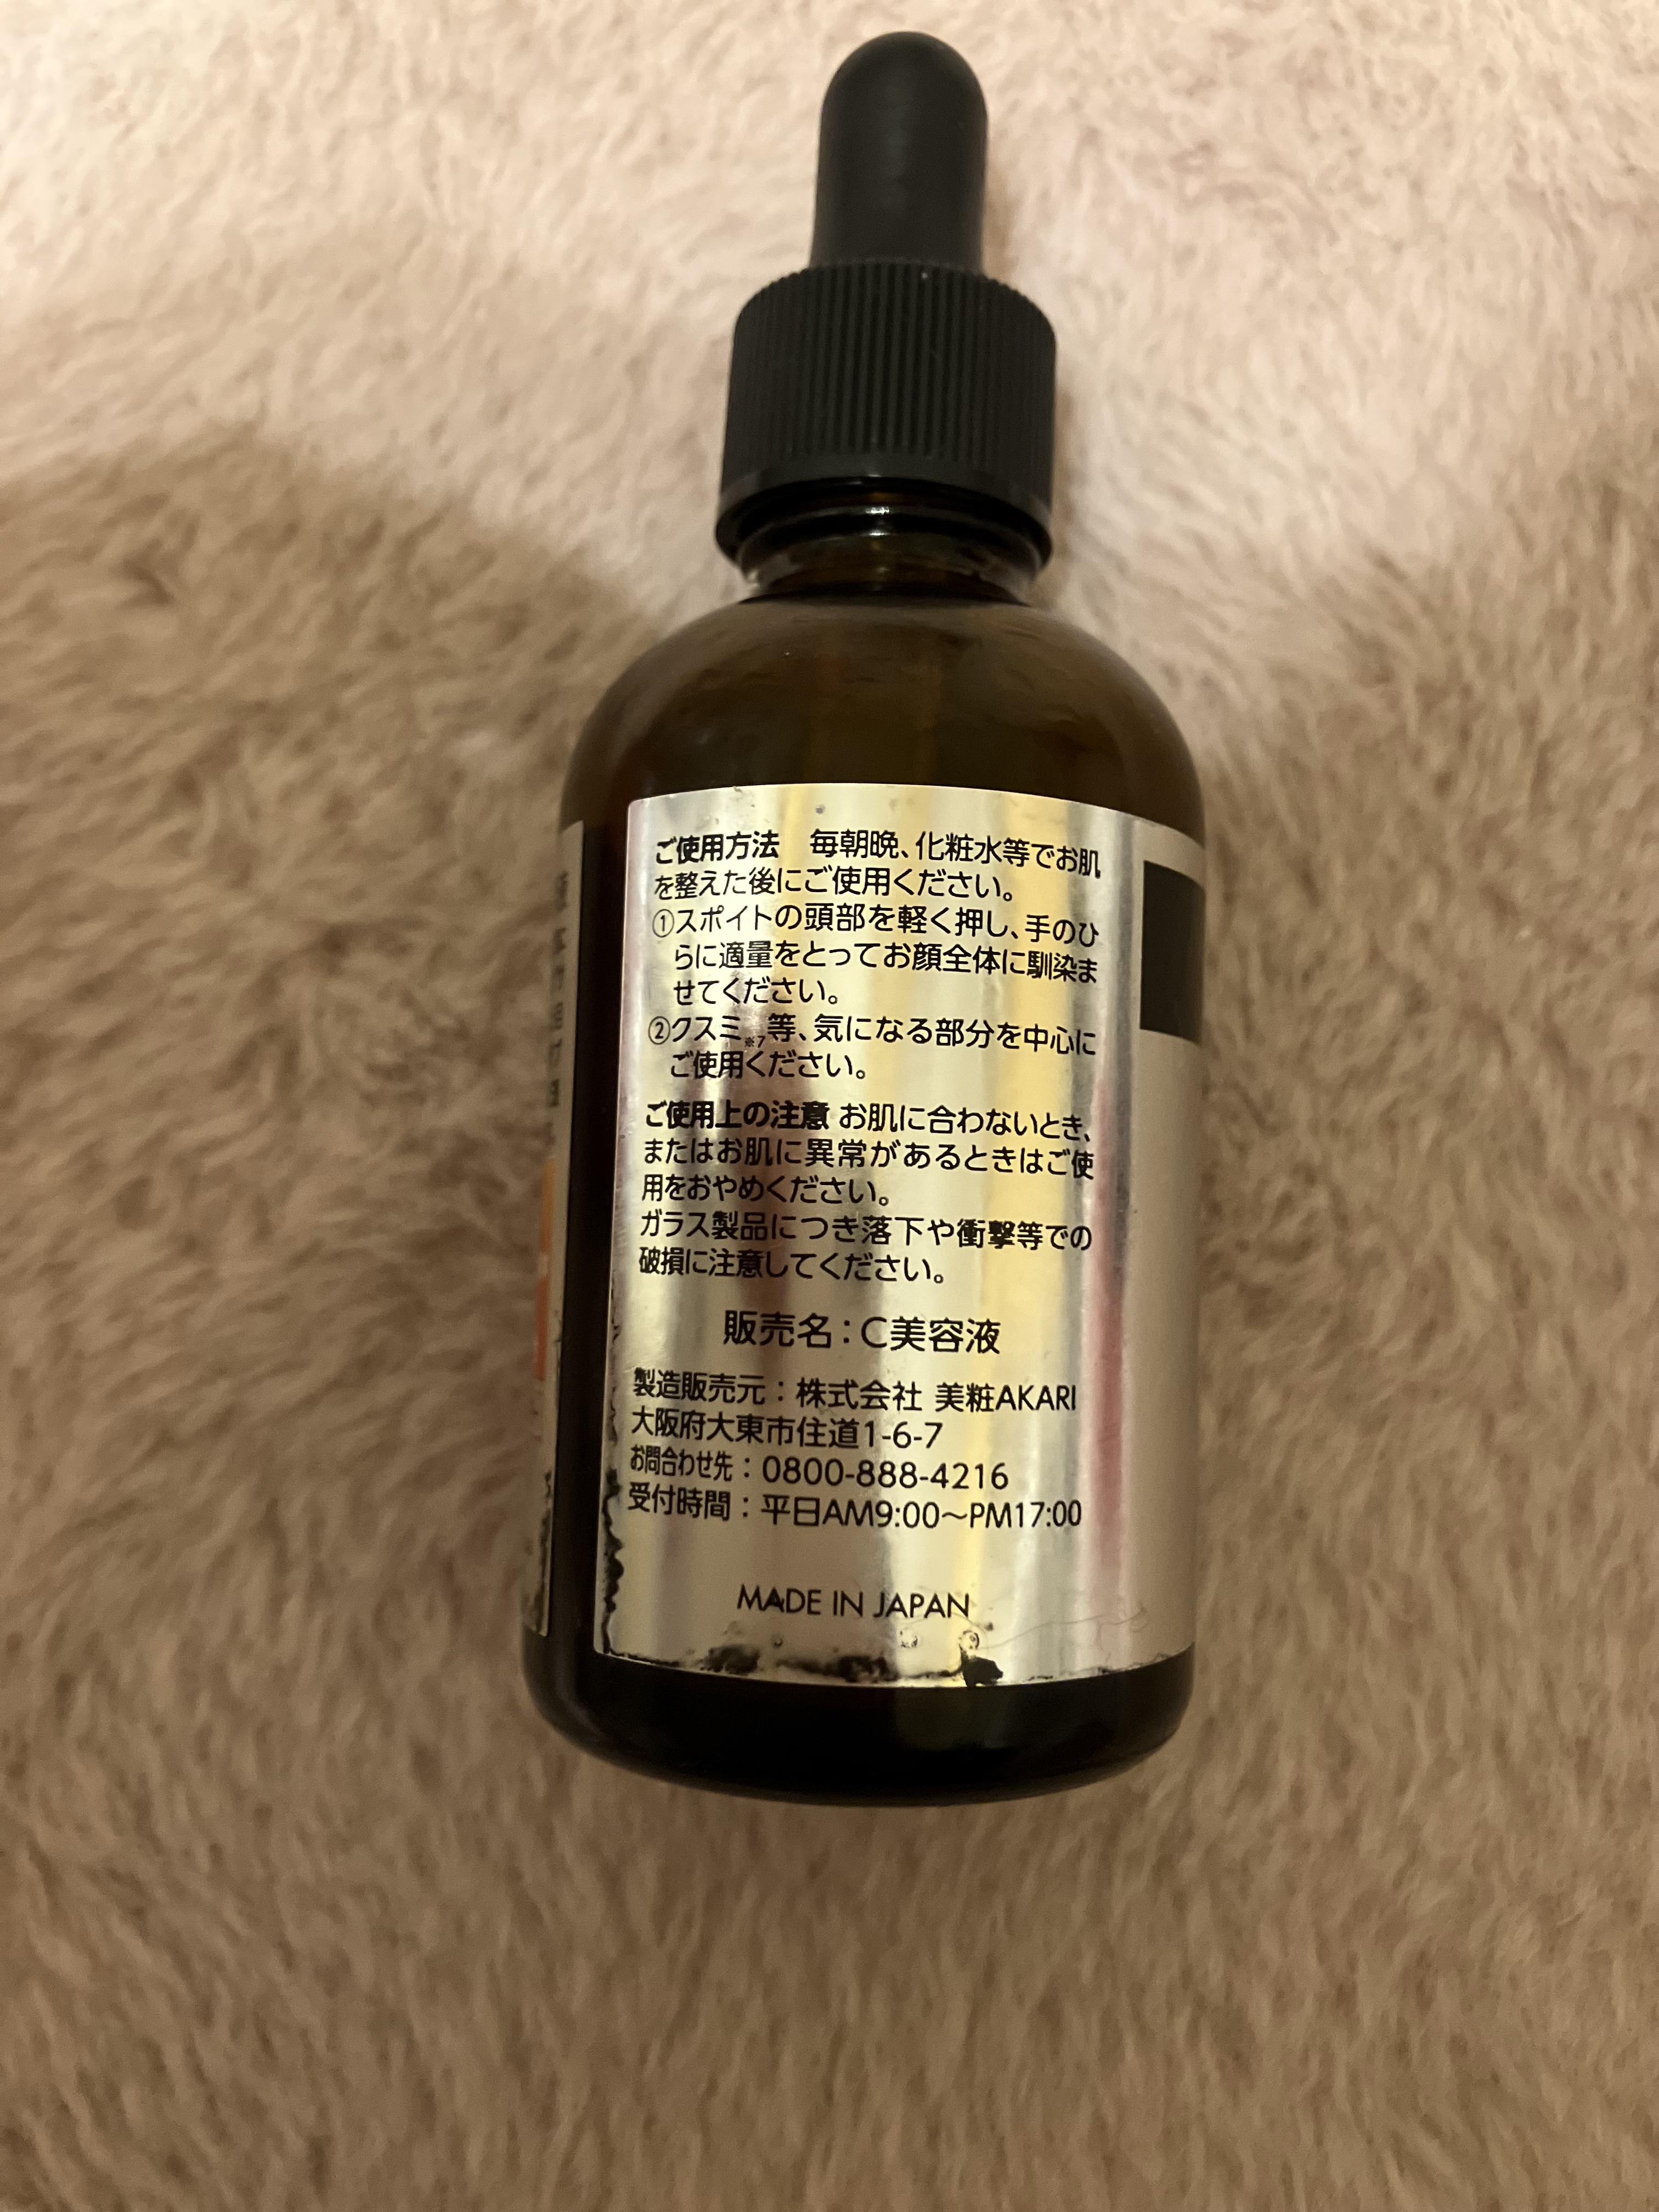 ご使用方法　毎朝晩、化粧水等でお肌
を整えた後にご使用ください。
①スポイトの頭部を軽く押し、手のひ
らに適量をとってお顔全体に馴染ま
せてください。
②クスミ※7等、気になる部分を中心に
ご使用ください。
ご使用上の注意 お肌に合わないとき、
またはお肌に異常があるときはご使
用をおやめください。
ガラス製品につき落下や衝撃等での
破損に注意してください。
販売名：C美容液
製造販売元：株式会社 美粧AKARI
大阪府大東市住道1-6-7
お問合わせ先：0800-888-4216
受付時間：平日AM9:00～PM17:00
MADE IN JAPAN